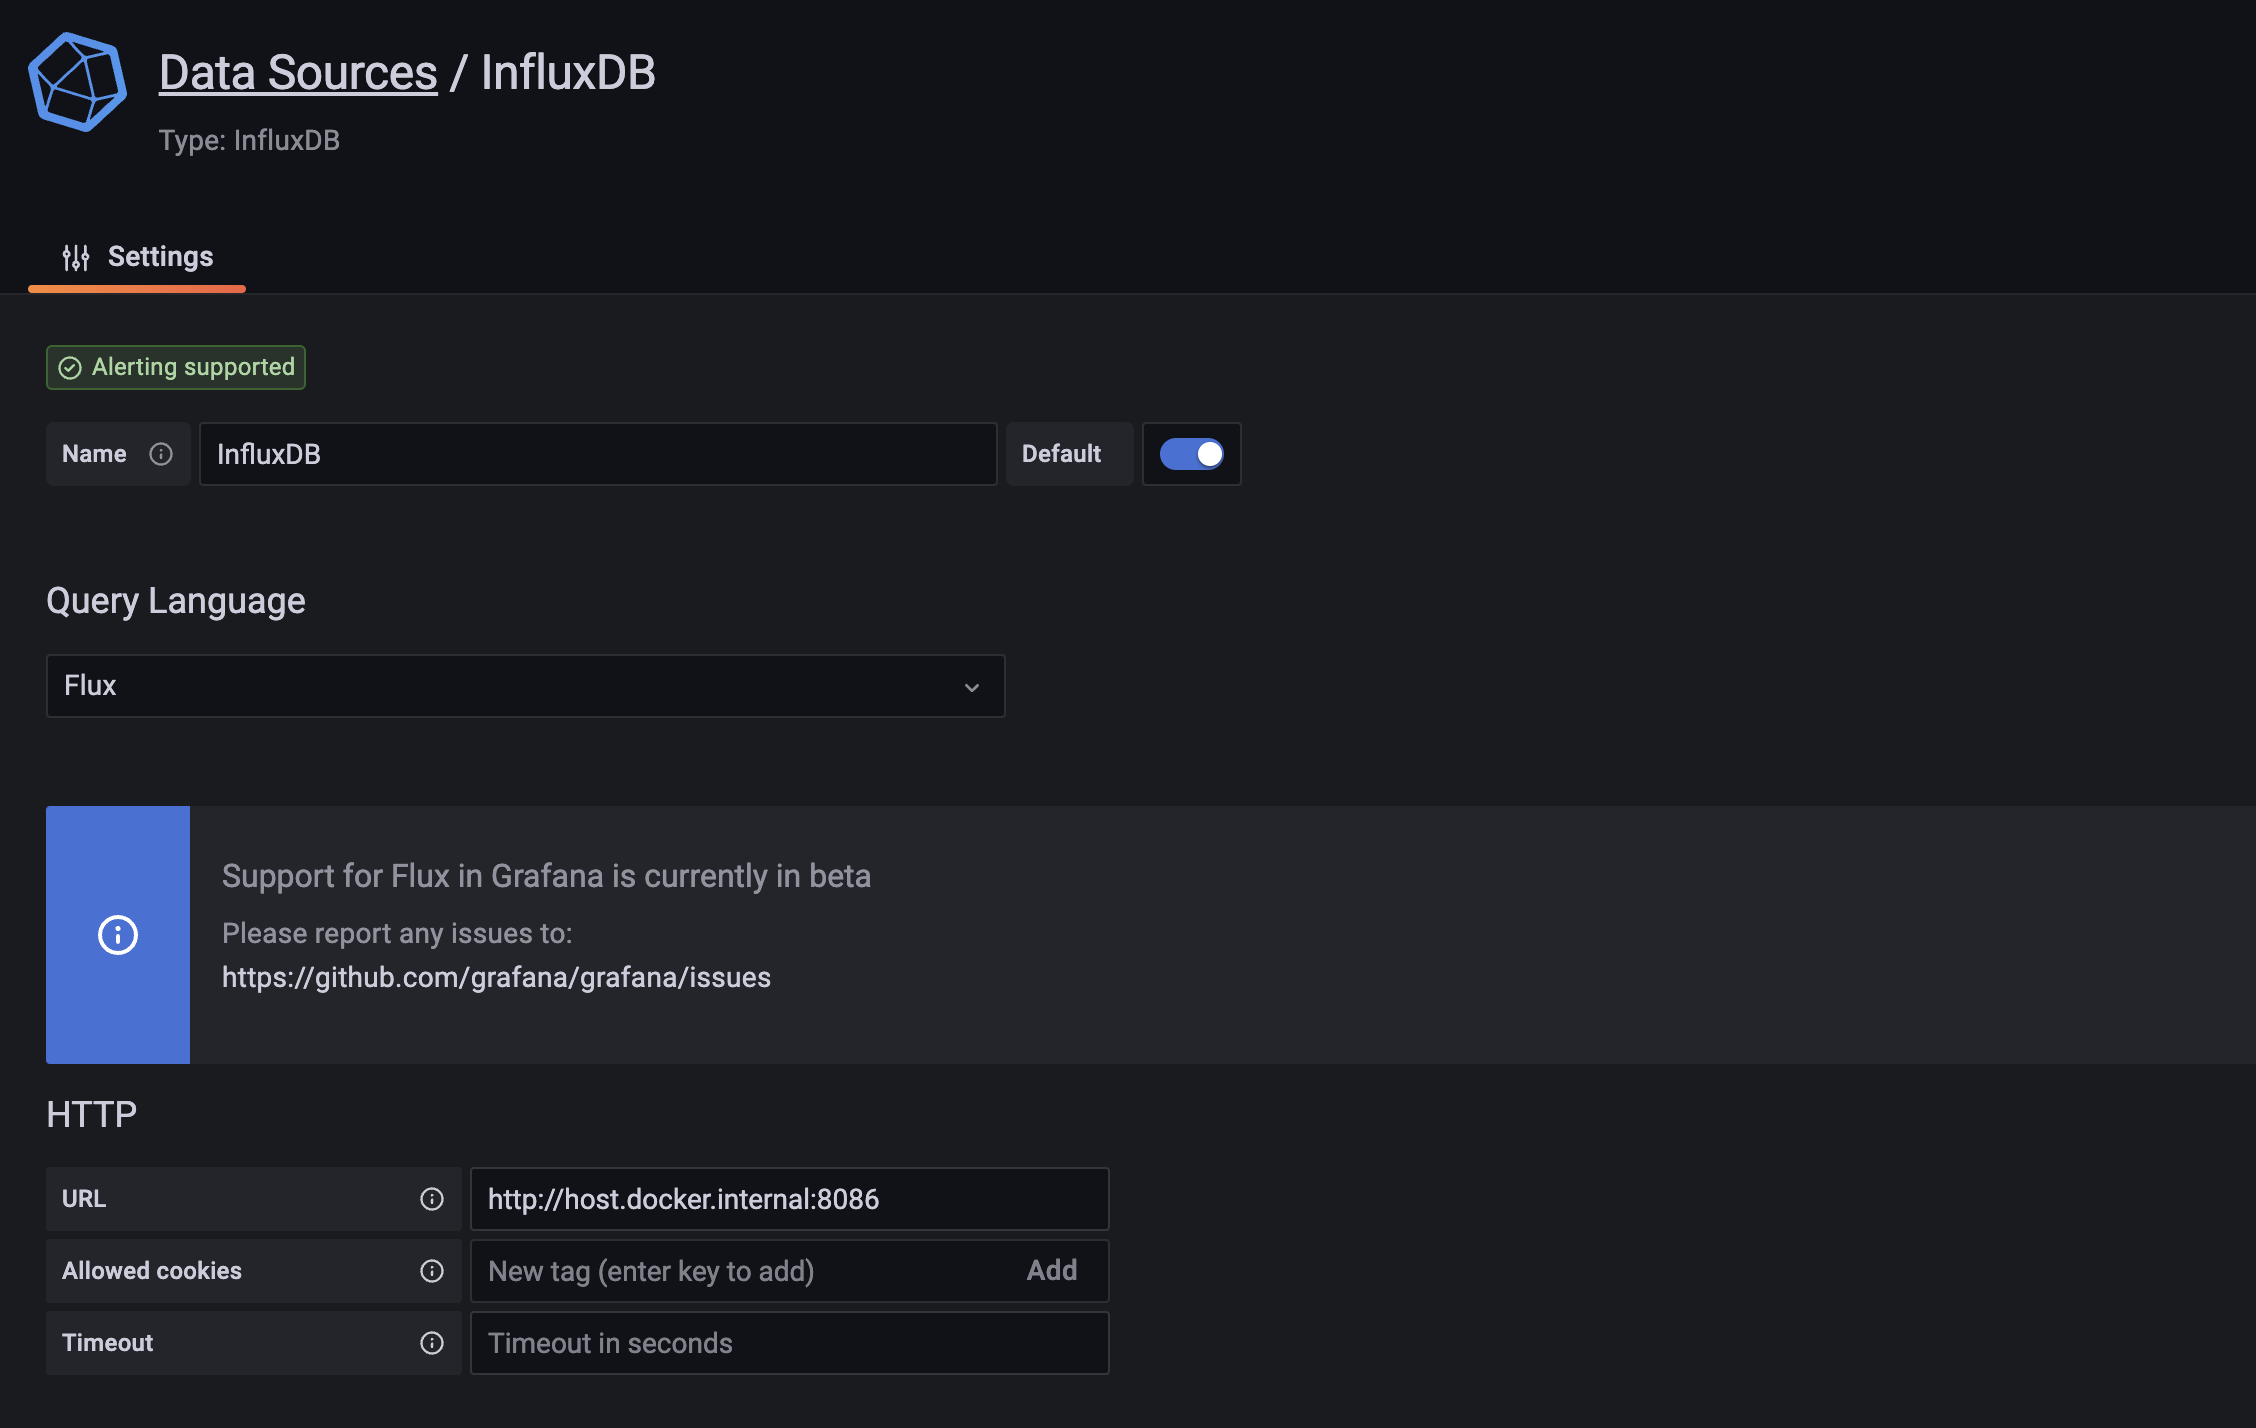 Data Sources / InfluxDB
Type: InfluxDB
Settings
Alerting supported
Name InfluxDB Default
Query Language
Flux
Support for Flux in Grafana is currently in beta
Please report any issues to:
https://github.com/grafana/grafana/issues
HTTP
URL http://host.docker.internal:8086
Allowed cookies New tag (enter key to add) Add
Timeout Timeout in seconds